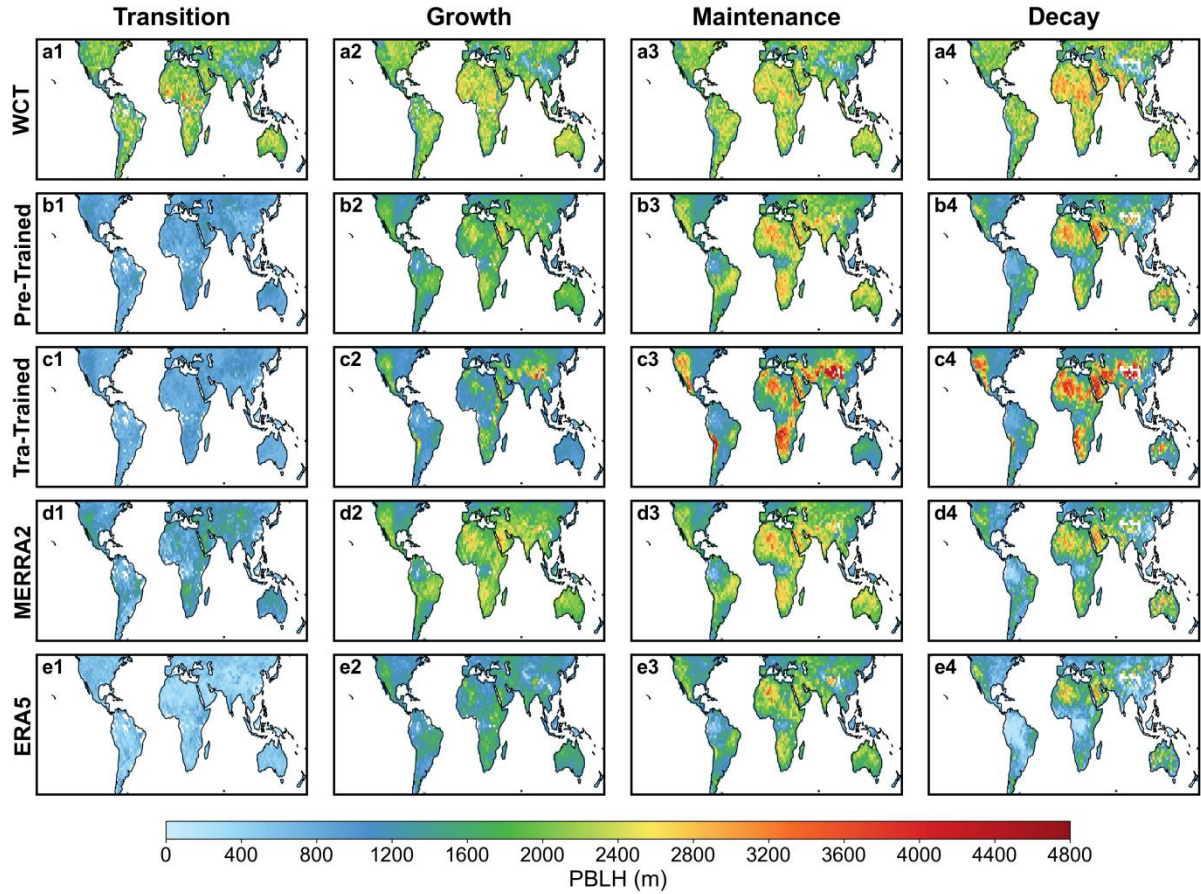 Transition Growth Maintenance Decay
WCT a1 a2 a3 a4
Pre-Trained b1 b2 b3 b4
Tra-Trained c1 c2 c3 c4
MERRA2 d1 d2 d3 d4
ERA5 e1 e2 e3 e4
0 400 800 1200 1600 2000 2400 2800 3200 3600 4000 4400 4800
PBLH (m)